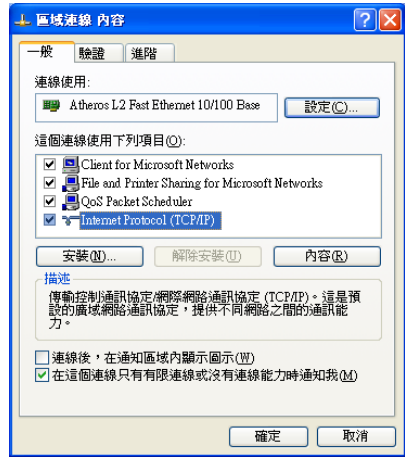 區域連線 內容
一般 驗證 進階
連線使用:
Atheros L2 Fast Ethernet 10/100 Base 設定(C)...
這個連線使用下列項目(O):
Client for Microsoft Networks
File and Printer Sharing for Microsoft Networks
QoS Packet Scheduler
Internet Protocol (TCP/IP)
安裝(N)... 解除安裝(U) 內容(R)
描述
傳輸控制通訊協定/網際網路通訊協定 (TCP/IP)。這是預
設的廣域網路通訊協定，提供不同網路之間的通訊能
力。
連線後，在通知區域內顯示圖示(W)
在這個連線只有有限連線或沒有連線能力時通知我(M)
確定 取消